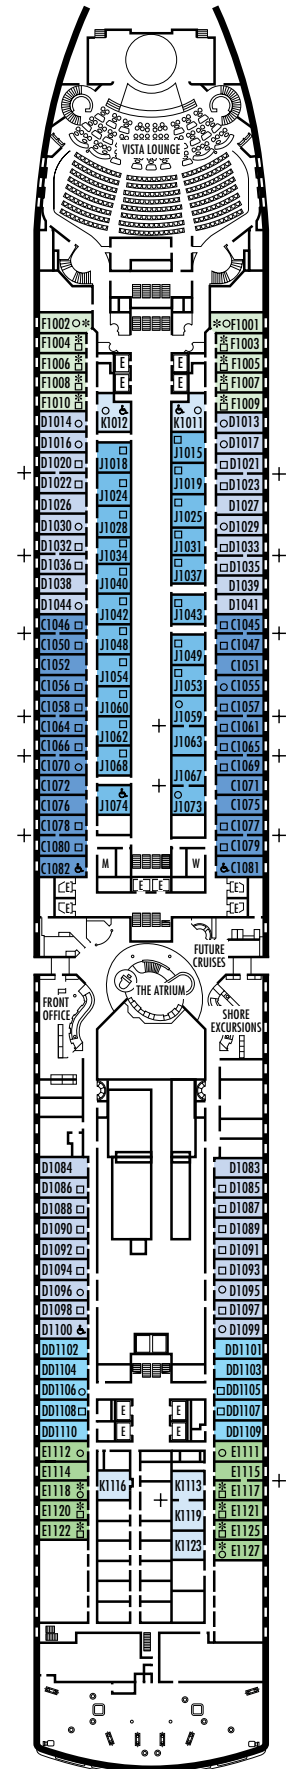 VISTA LOUNGE
F1002 F1001
F1004 F1003
F1006 E F1005
F1008 E E F1007
F1010 E F1009
K1012 K1011
D1014 D1013
D1016 J1015 D1017
D1020 J1018 D1021
D1022 J1019 D1023
D1026 J1024 D1027
D1030 J1028 J1025 D1029
D1032 J1031 D1033
D1036 J1034 D1035
D1038 J1040 J1037 D1039
D1044 J1042 J1043 D1041
C1046 C1045
C1050 J1048 J1049 C1047
C1052 J1054 C1051
C1056 J1053 C1055
C1058 J1060 J1059 C1057
C1064 J1062 J1063 C1061
C1066 J1068 C1065
C1070 J1067 C1069
C1072 C1071
C1076 J1074 J1073 C1075
C1078 C1077
C1080 C1079
C1082 M W C1081
E E E E
E E
FUTURE
CRUISES
FRONT
OFFICE
THE ATRIUM
SHORE
EXCURSIONS
D1084 D1083
D1086 D1085
D1088 D1087
D1090 D1089
D1092 D1091
D1094 D1093
D1096 D1095
D1098 D1097
D1100 D1099
DD1102 DD1101
DD1104 DD1103
DD1106 DD1105
DD1108 E E DD1107
DD1110 E E DD1109
E1112 E1111
E1114 E1115
E1118 K1116 K1113 E1117
E1120 K1119 E1121
E1122 E1125
K1123 E1127